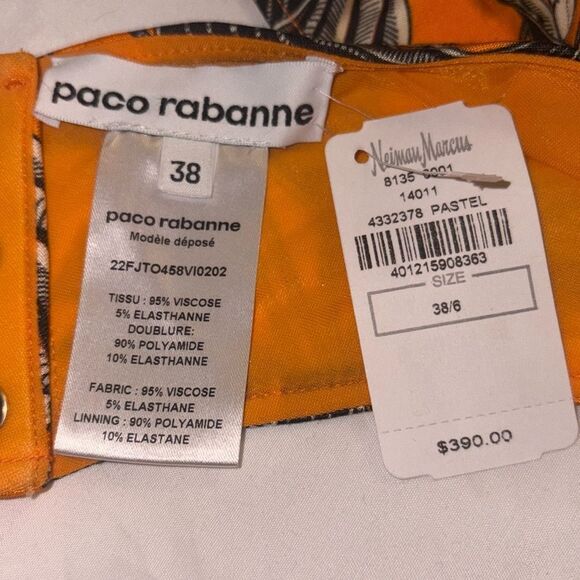 paco rabanne
38
paco rabanne
Modèle déposé
22FJTO458VI0202
TISSU : 95% VISCOSE
5% ELASTHANNE
DOUBLURE:
90% POLYAMIDE
10% ELASTHANNE
FABRIC : 95% VISCOSE
5% ELASTHANE
LINNING : 90% POLYAMIDE
10% ELASTANE
Neiman Marcus
8135
14011
4332378 PASTEL
401215908363
SIZE
38/6
$390.00